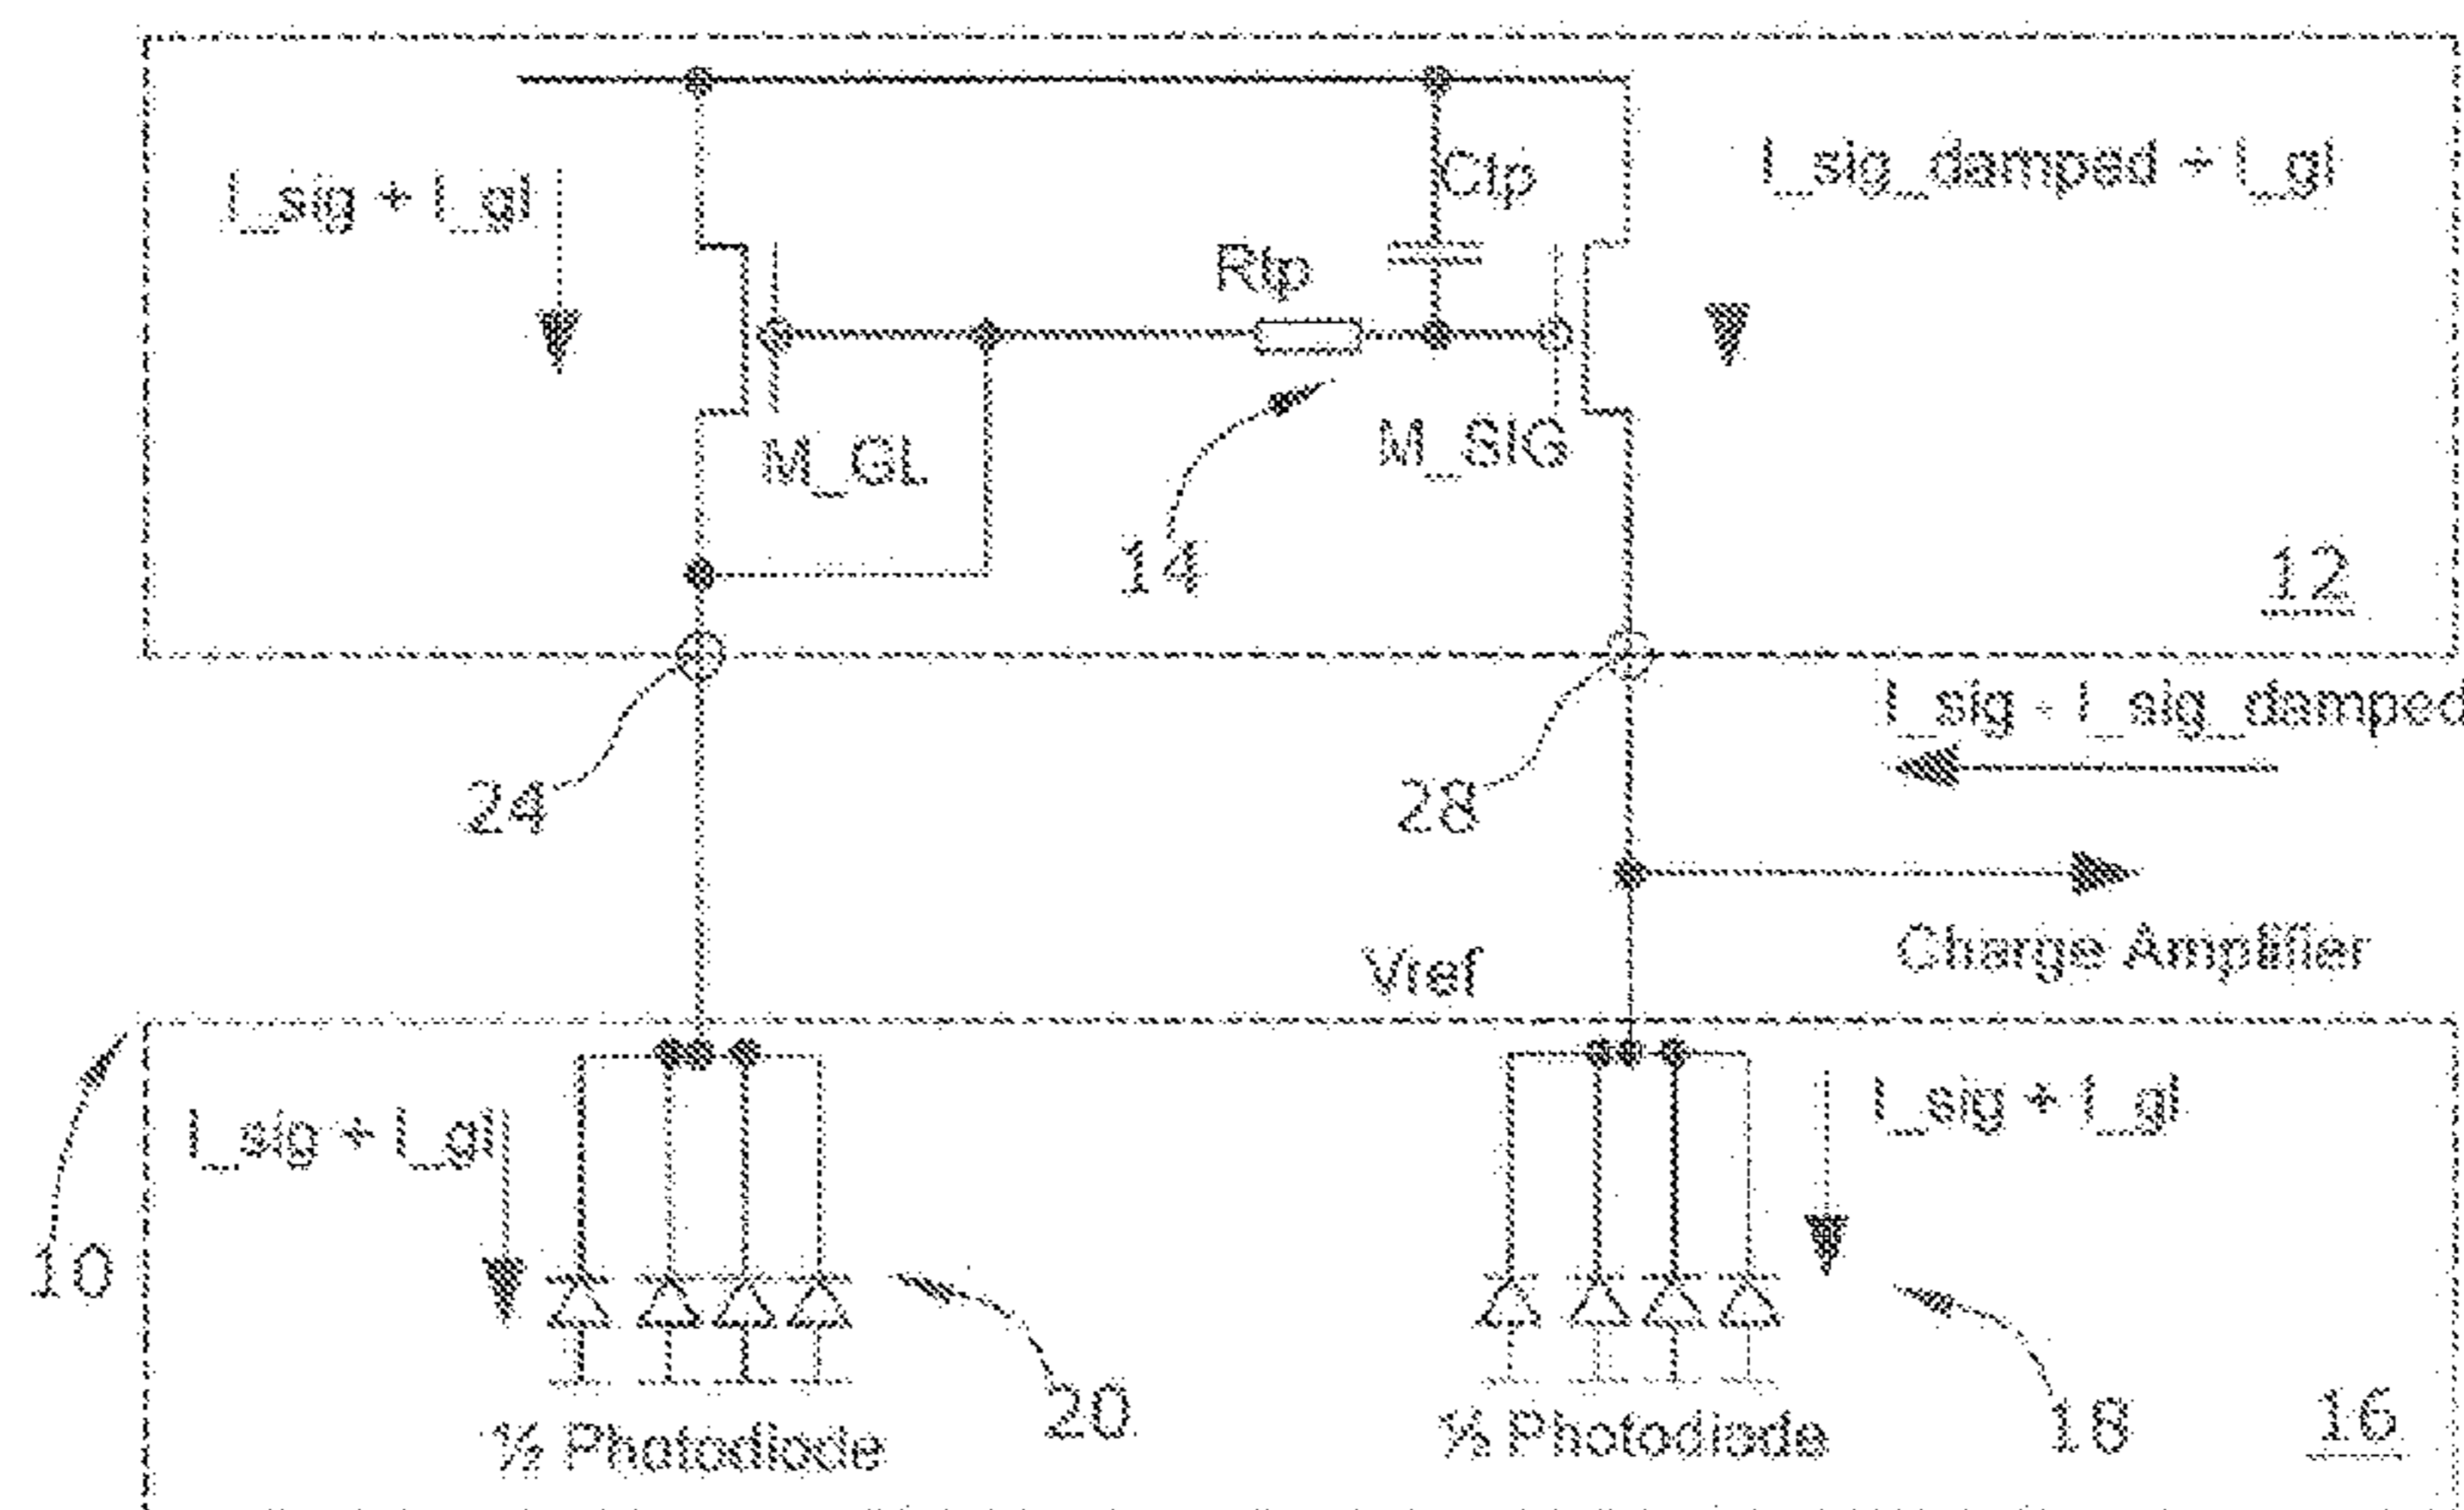 I_sig + I_gl
Ctp
I_sig_damped + I_gl
Rtp
M_GL
M_SIG
14
12
I_sig - I_sig_damped
24
28
Charge Amplifier
Vref
10
I_sig + I_gl
I_sig + I_gl
20
18
16
½ Photodiode
½ Photodiode